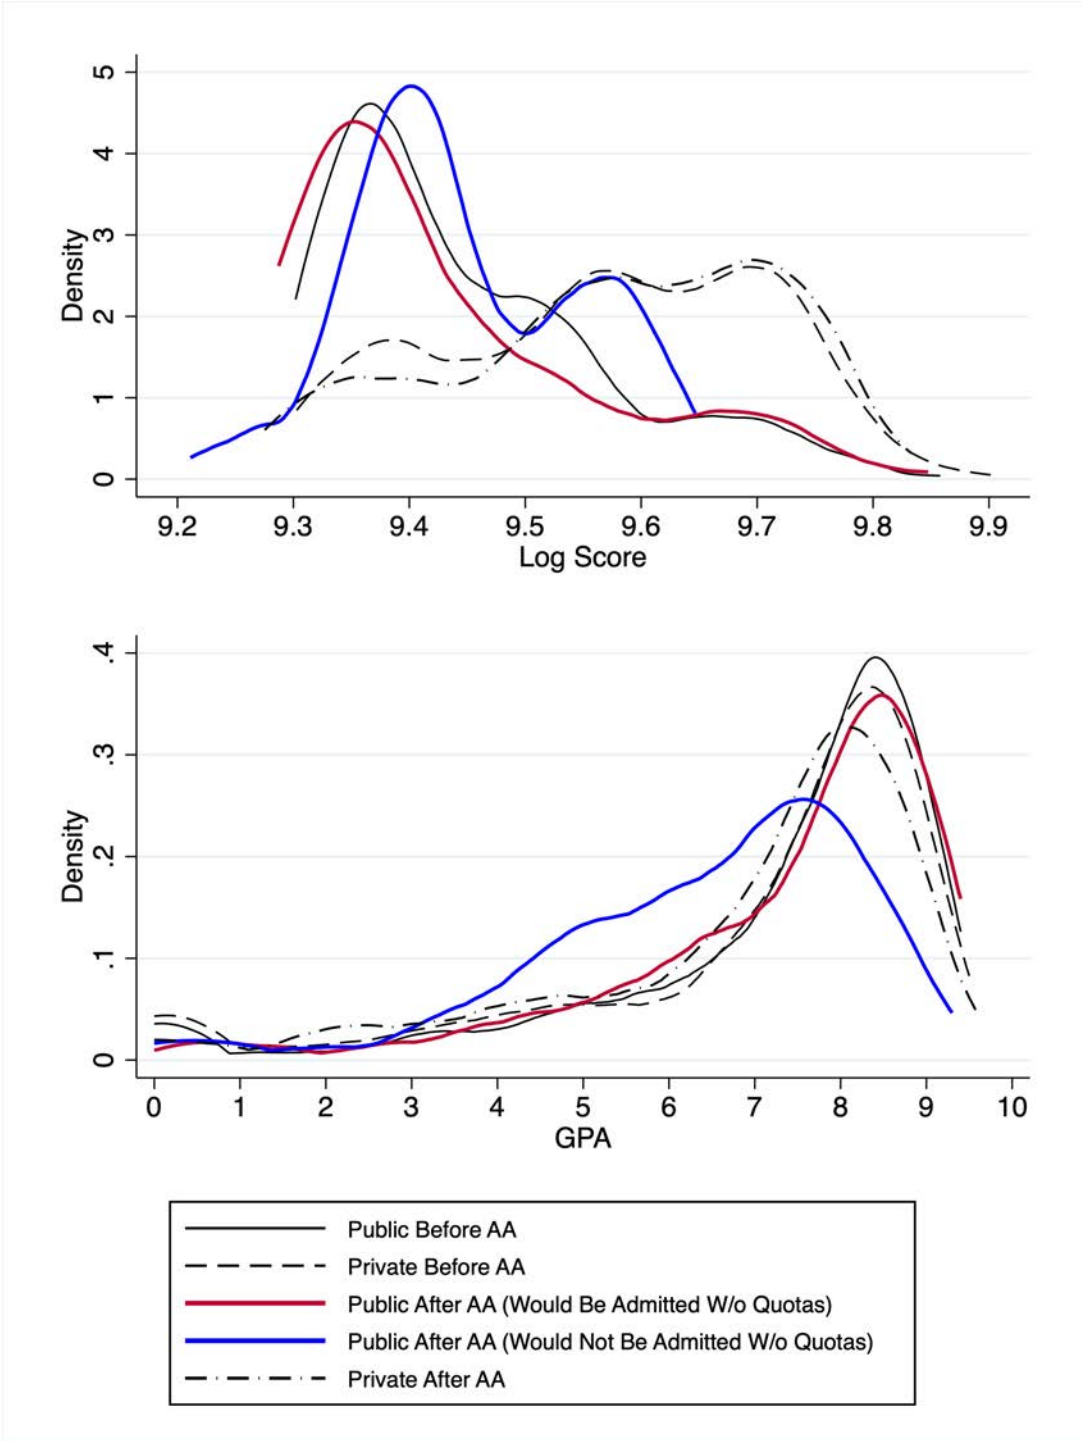 5
4
3
2
1
0
Density
9.2 9.3 9.4 9.5 9.6 9.7 9.8 9.9
Log Score
.4
.3
.2
.1
0
Density
0 1 2 3 4 5 6 7 8 9 10
GPA
Public Before AA
Private Before AA
Public After AA (Would Be Admitted W/o Quotas)
Public After AA (Would Not Be Admitted W/o Quotas)
Private After AA